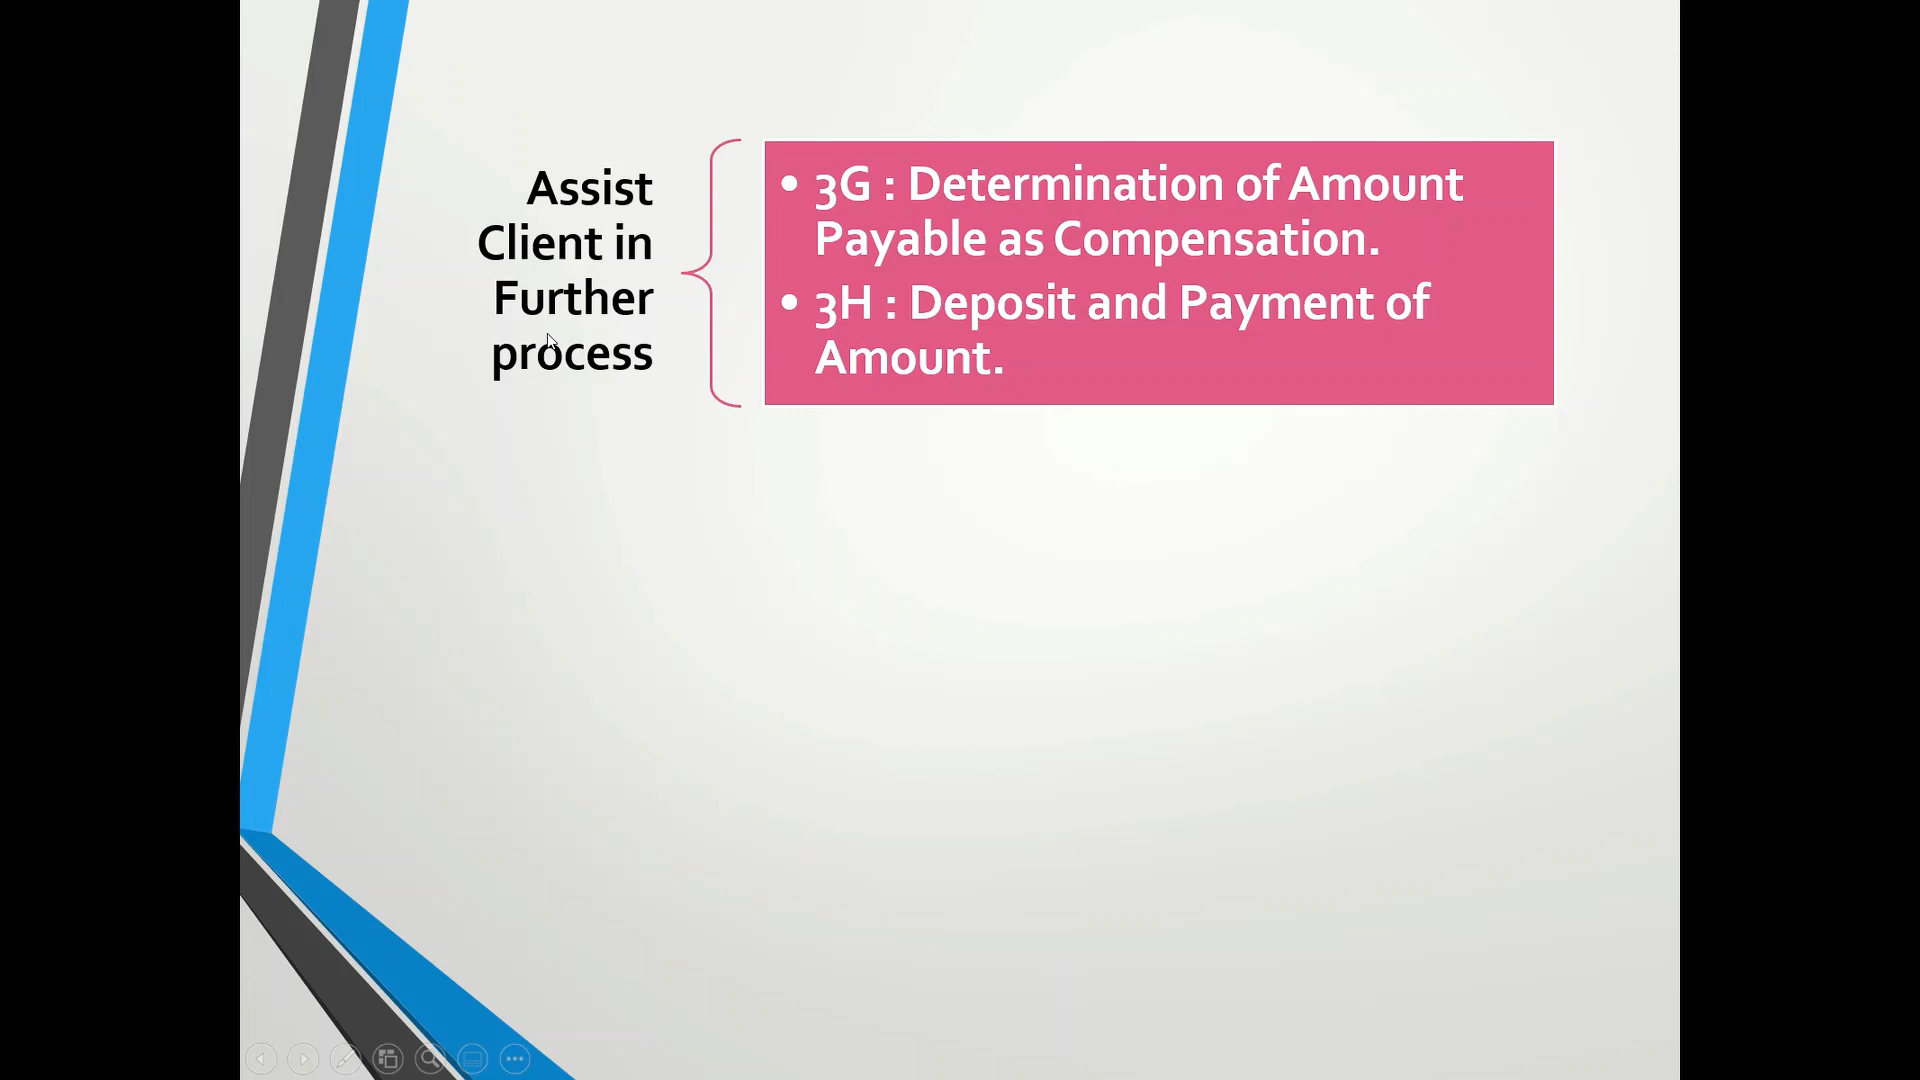 Assist
Client in
Further
process
• 3G : Determination of Amount
Payable as Compensation.
• 3H : Deposit and Payment of
Amount.